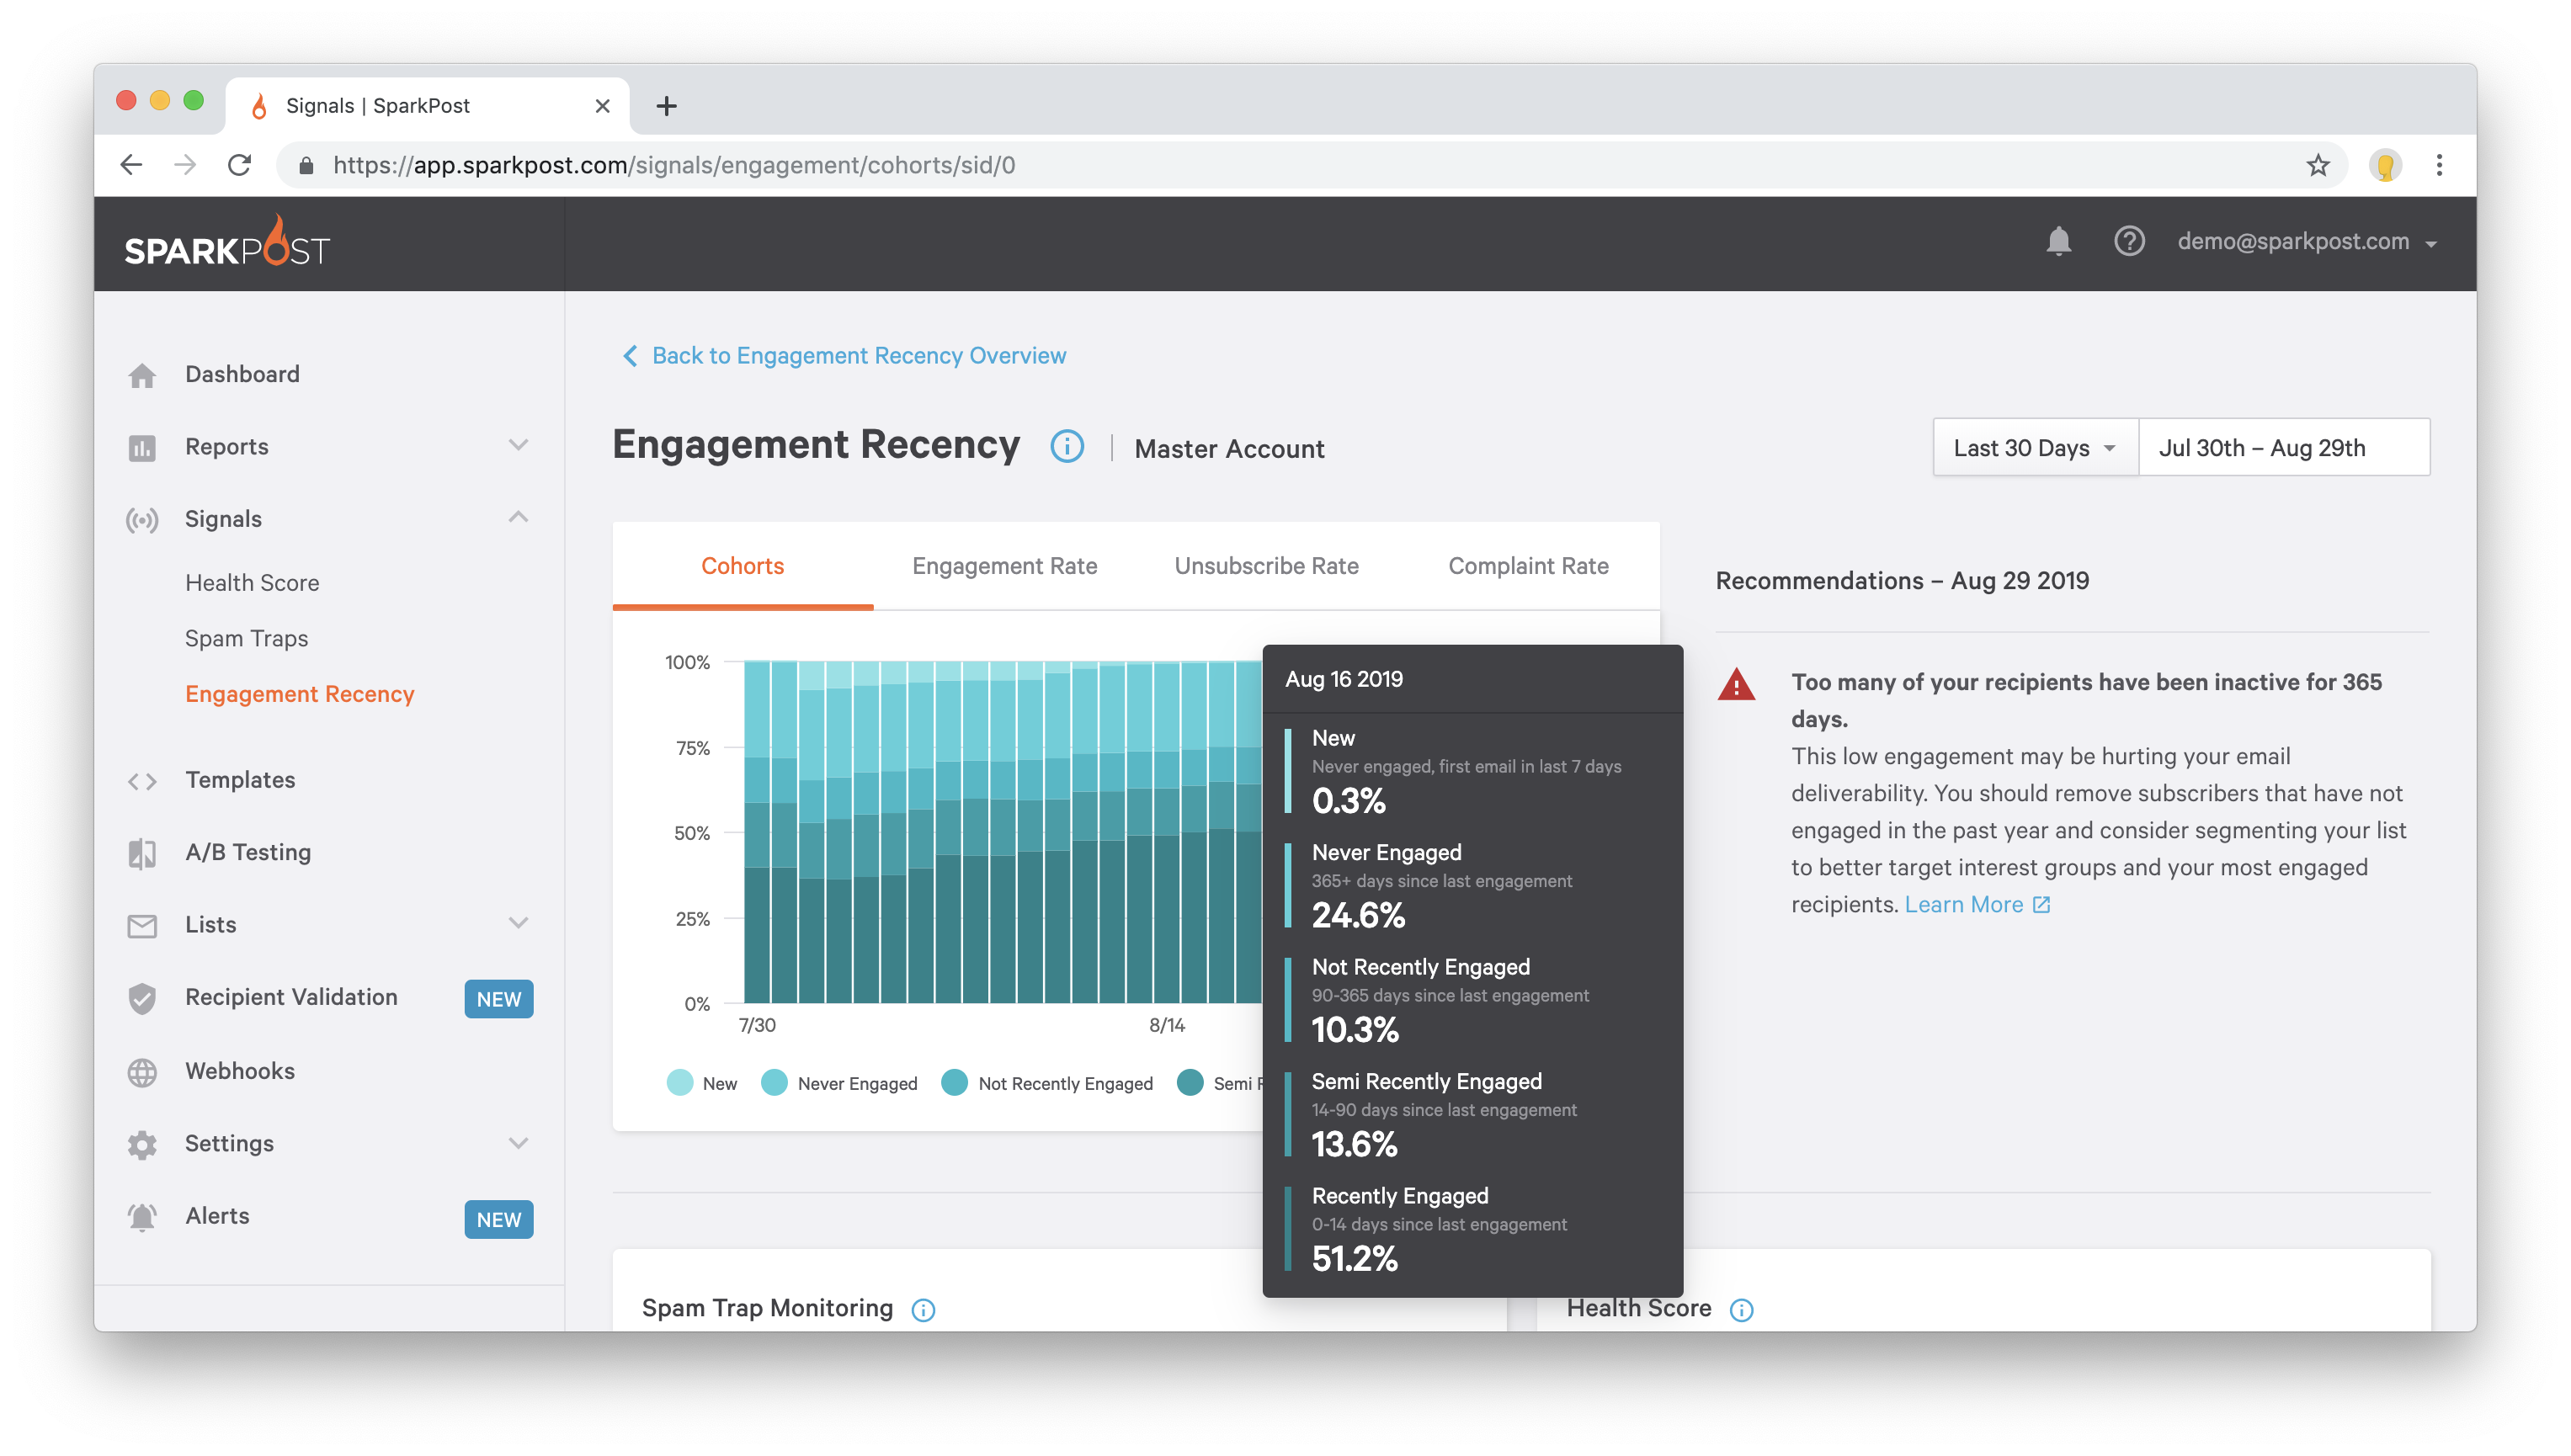 Signals | SparkPost
https://app.sparkpost.com/signals/engagement/cohorts/sid/0
SPARKPOST
demo@sparkpost.com
Dashboard
Reports
Signals
Health Score
Spam Traps
Engagement Recency
Templates
A/B Testing
Lists
Recipient Validation NEW
Webhooks
Settings
Alerts NEW
Back to Engagement Recency Overview
Engagement Recency | Master Account
Last 30 Days Jul 30th – Aug 29th
Cohorts Engagement Rate Unsubscribe Rate Complaint Rate
100%
75%
50%
25%
0%
7/30 8/14
New Never Engaged Not Recently Engaged Semi
Aug 16 2019
New
Never engaged, first email in last 7 days
0.3%
Never Engaged
365+ days since last engagement
24.6%
Not Recently Engaged
90-365 days since last engagement
10.3%
Semi Recently Engaged
14-90 days since last engagement
13.6%
Recently Engaged
0-14 days since last engagement
51.2%
Recommendations – Aug 29 2019
Too many of your recipients have been inactive for 365
days.
This low engagement may be hurting your email
deliverability. You should remove subscribers that have not
engaged in the past year and consider segmenting your list
to better target interest groups and your most engaged
recipients. Learn More
Spam Trap Monitoring
Health Score